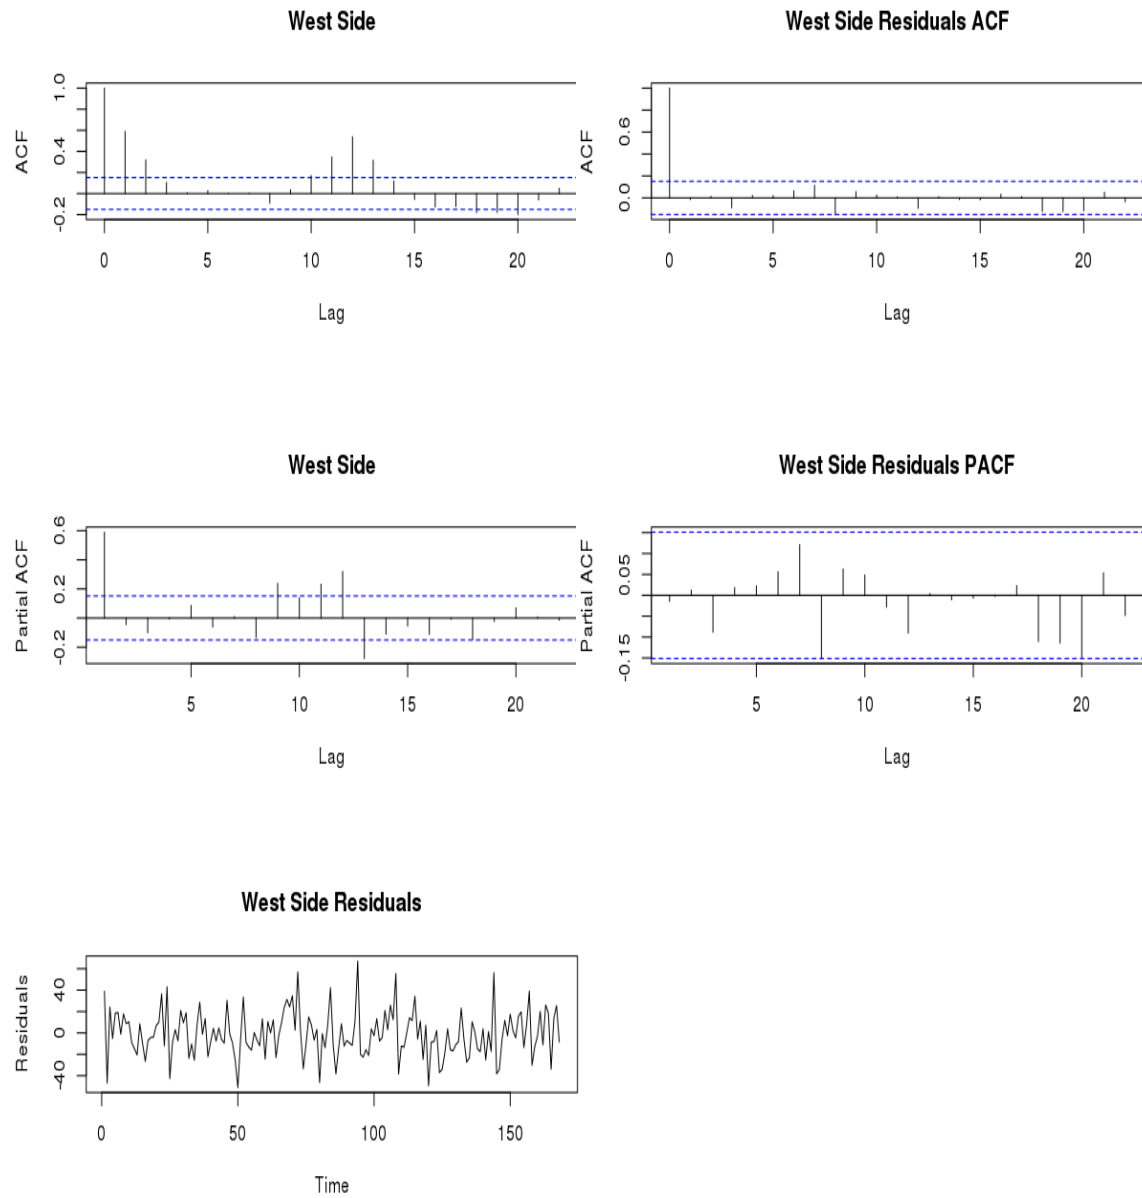 West Side
ACF
1.0
0.4
-0.2
0 5 10 15 20
Lag
West Side Residuals ACF
ACF
0.6
0.0
0 5 10 15 20
Lag
West Side
Partial ACF
0.6
0.2
-0.2
5 10 15 20
Lag
West Side Residuals PACF
Partial ACF
0.05
-0.15
5 10 15 20
Lag
West Side Residuals
Residuals
40
0
-40
0 50 100 150
Time